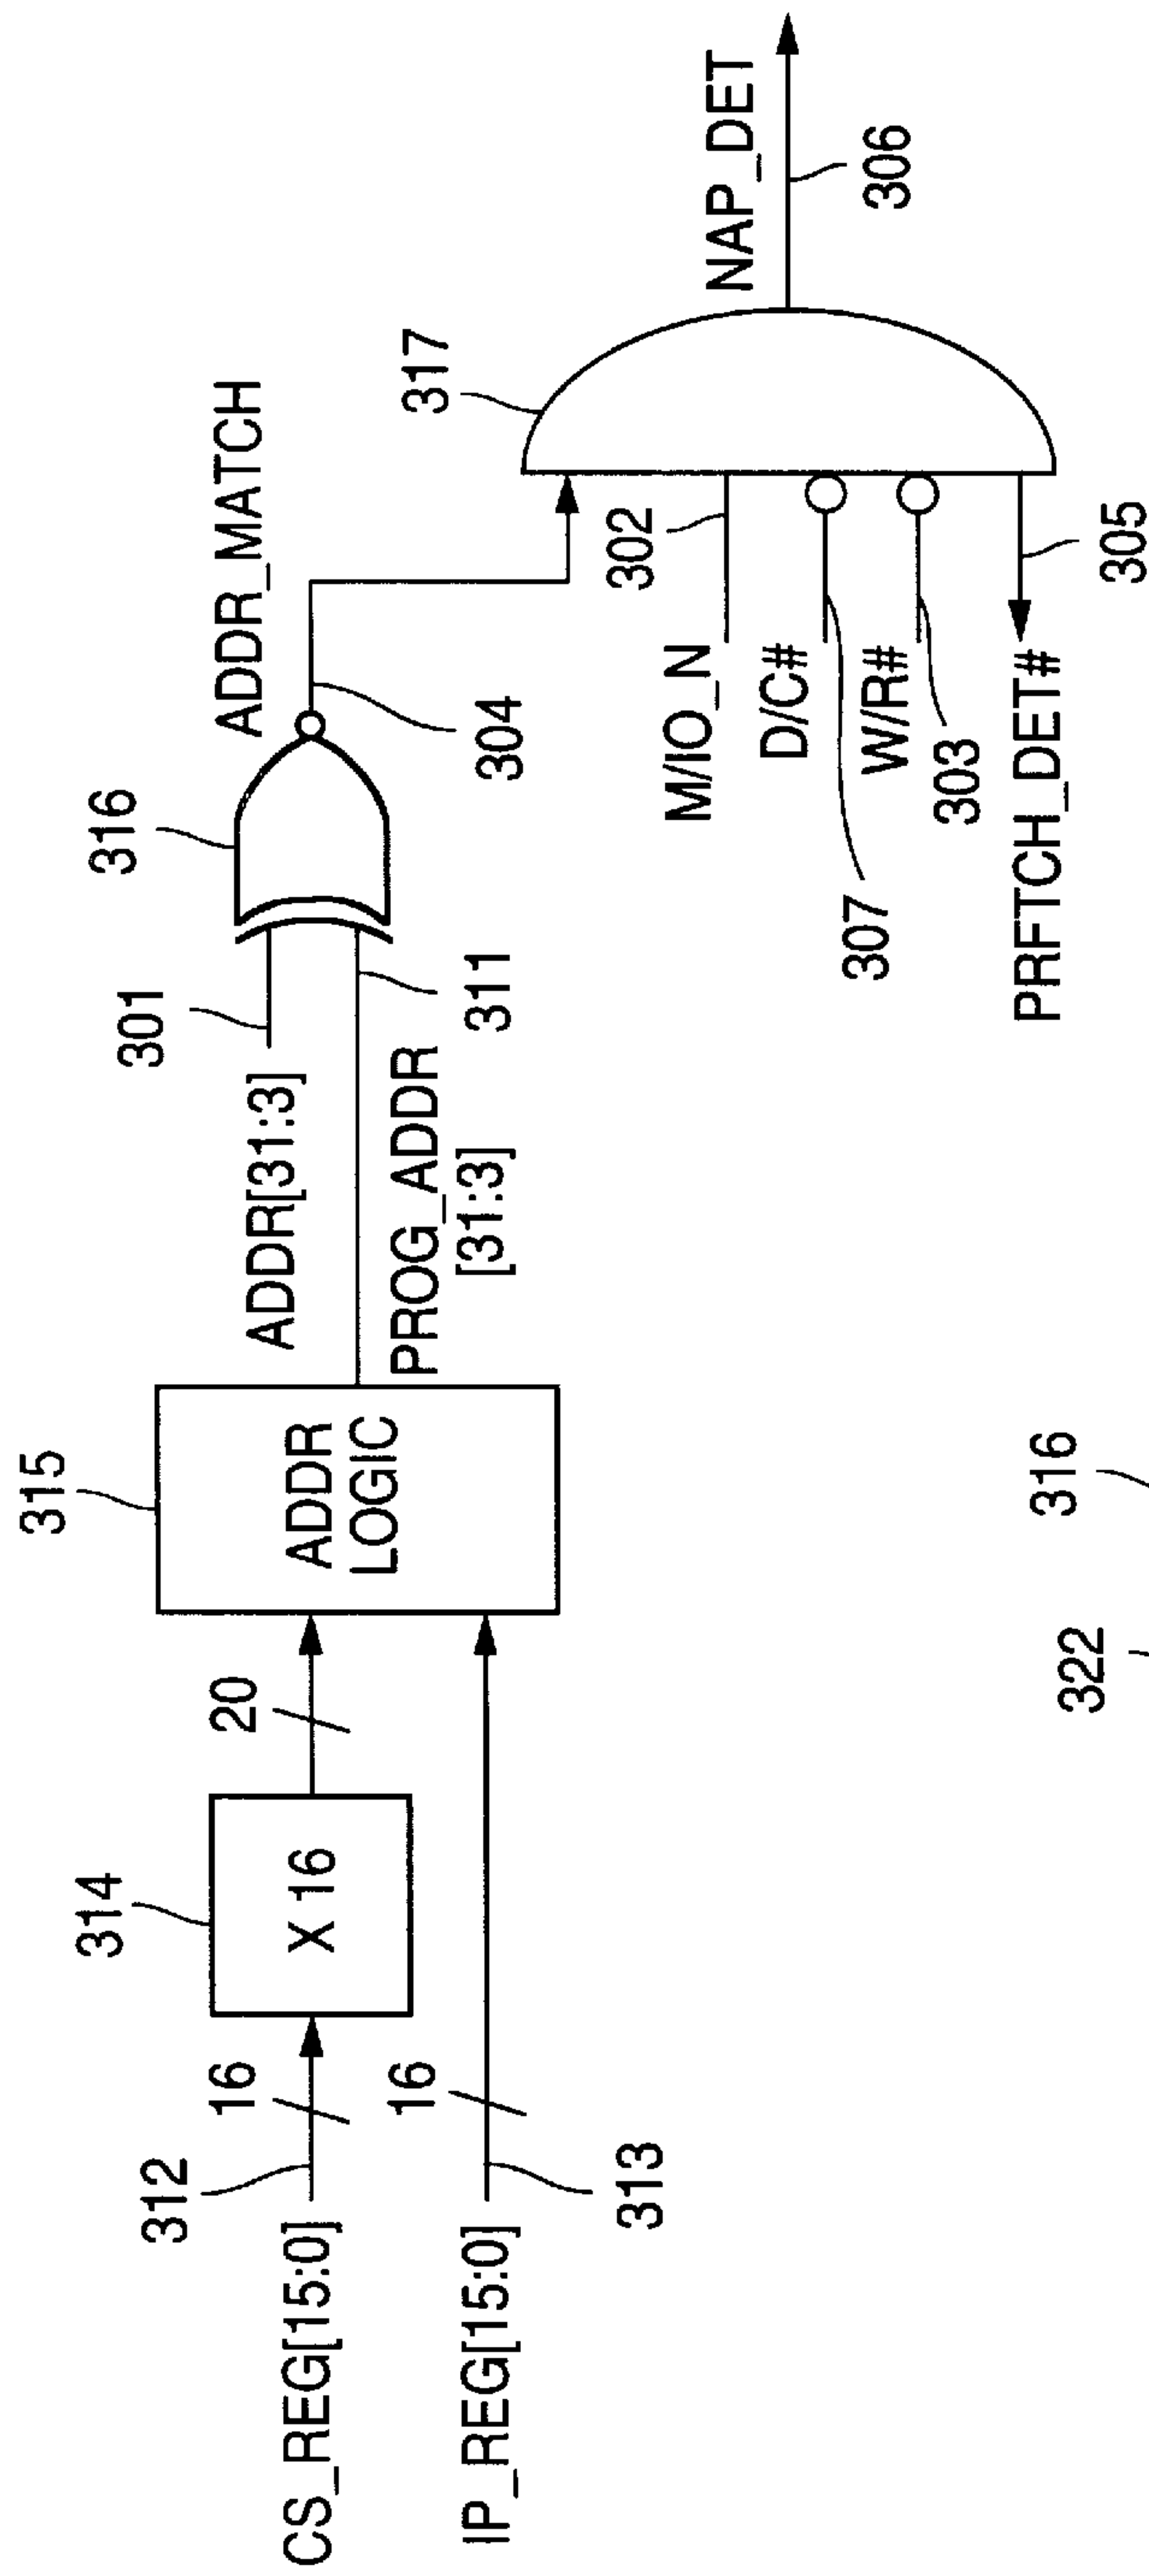 CS_REG[15:0]
312
16
314
X 16
20
IP_REG[15:0]
313
16
315
ADDR
LOGIC
ADDR[31:3]
301
PROG_ADDR
[31:3]
311
316
304
ADDR_MATCH
M/IO_N
302
D/C#
307
W/R#
303
PRFTCH_DET#
305
317
NAP_DET
306
322
316